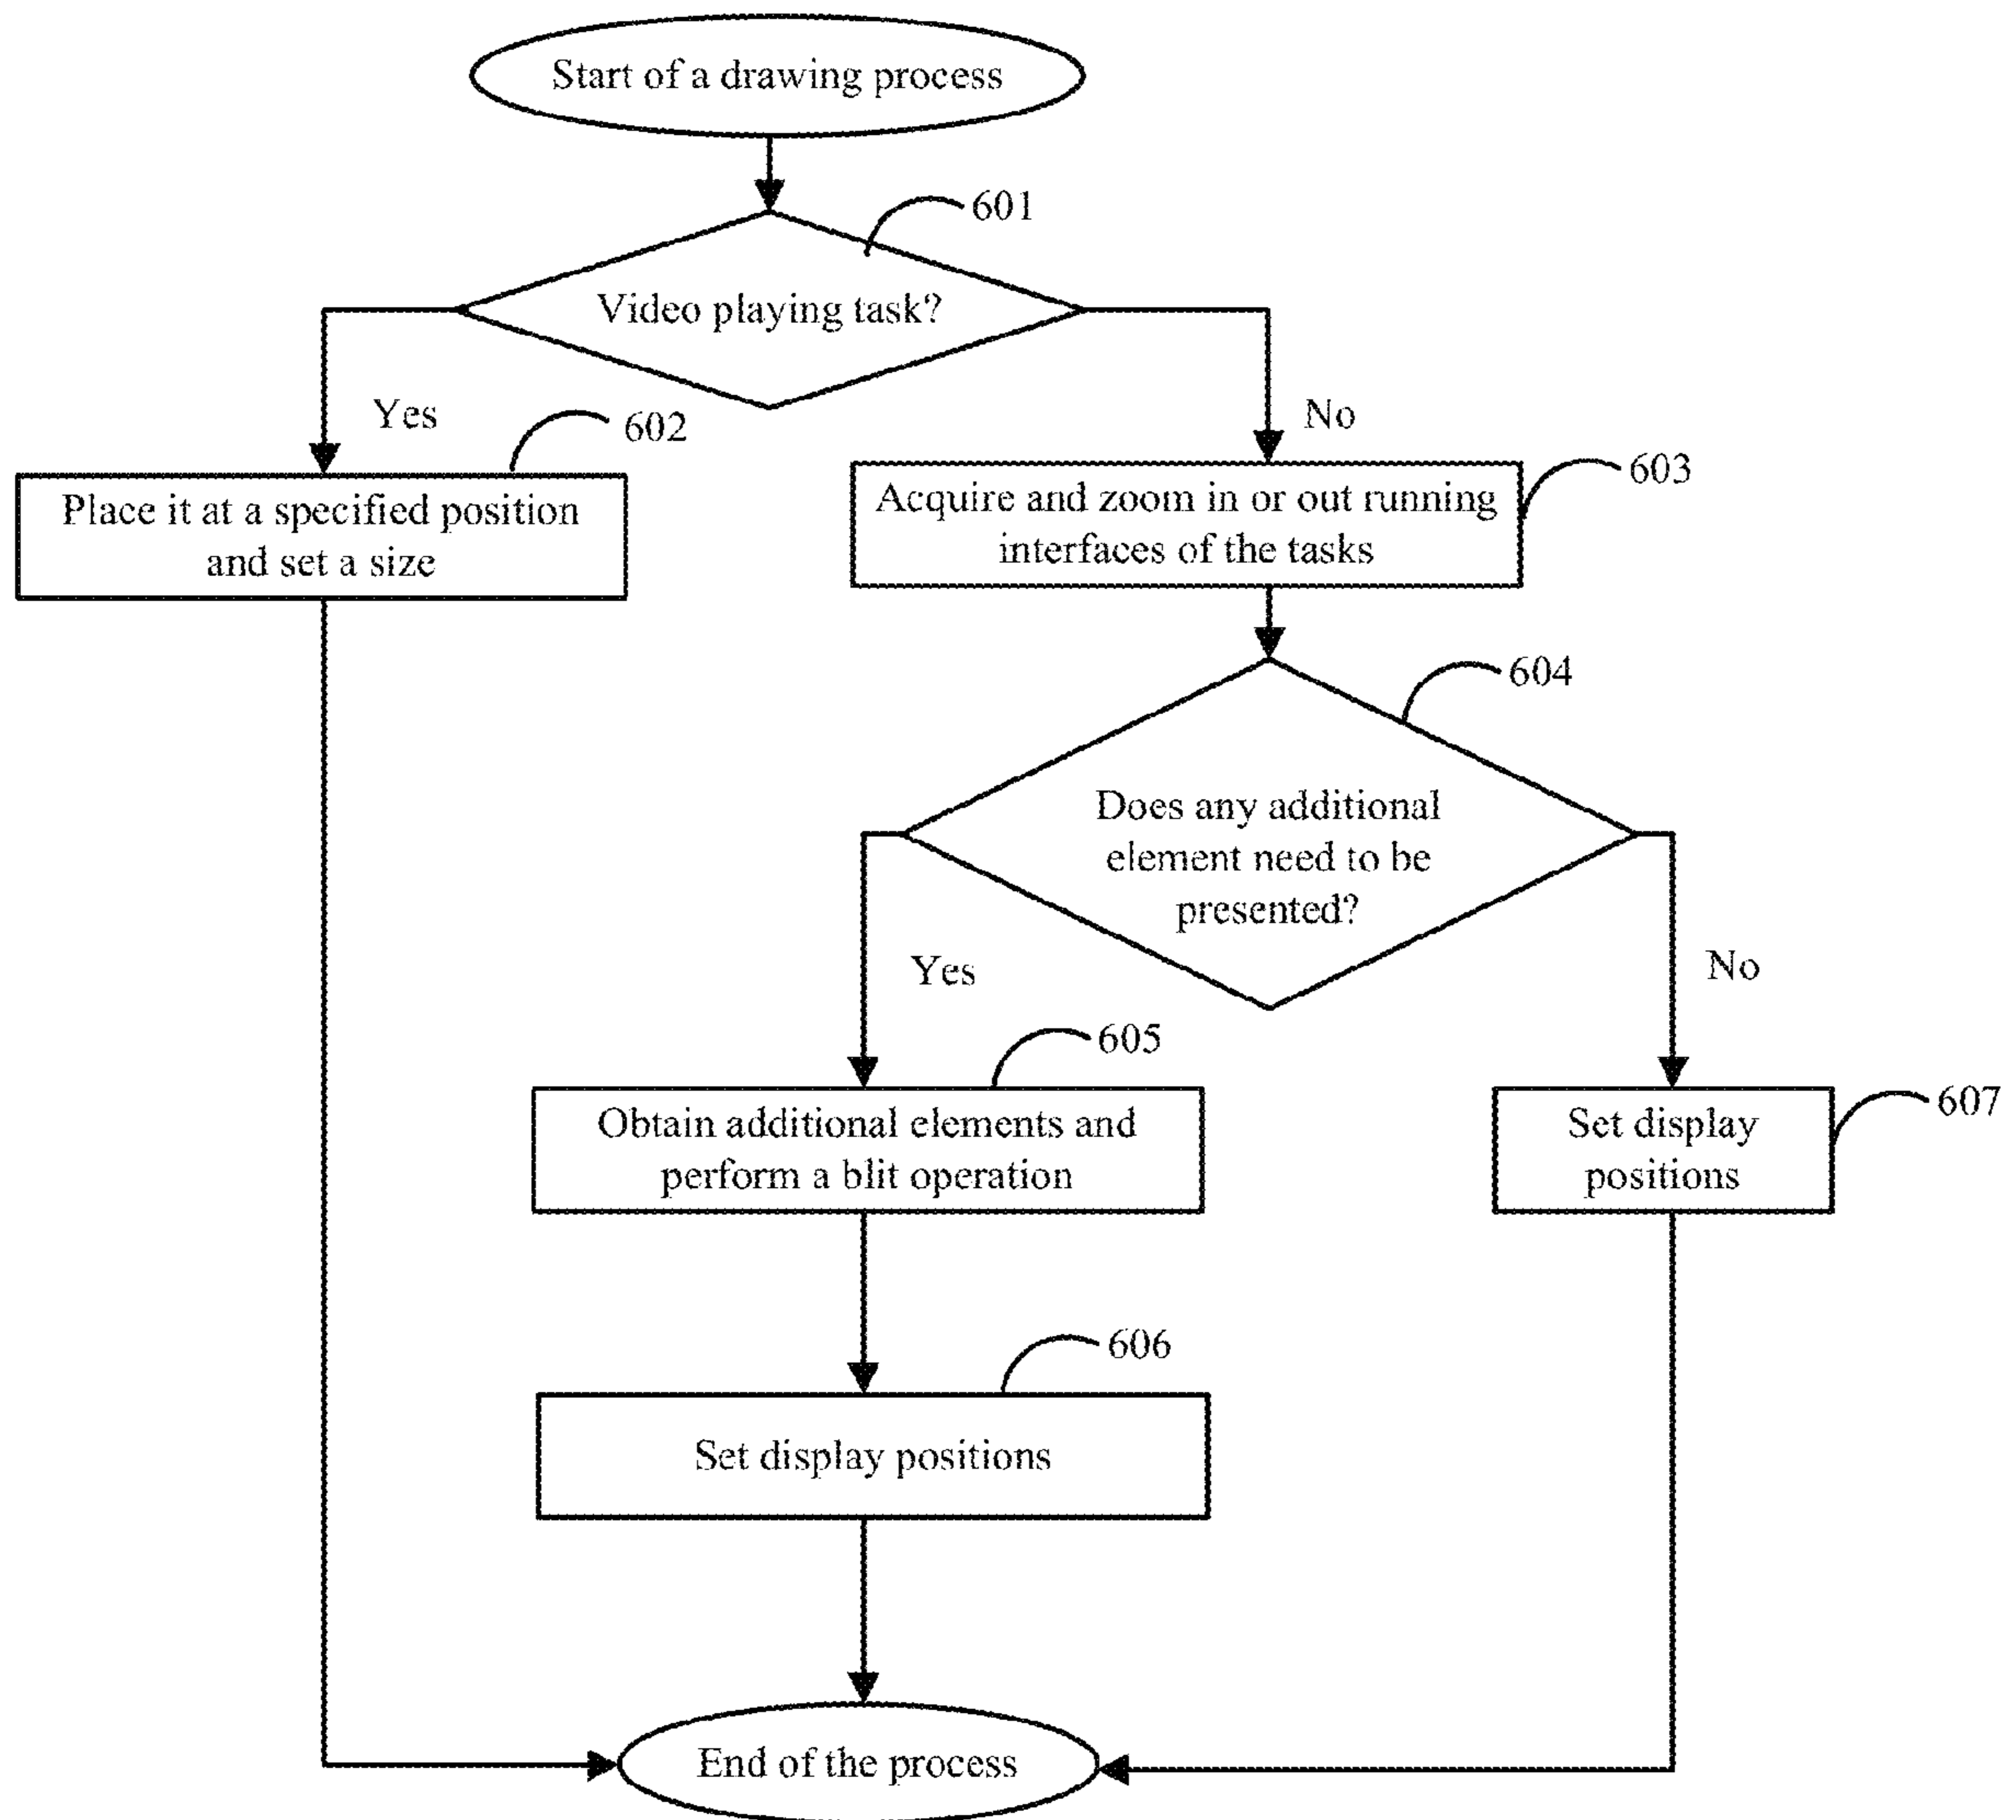 Start of a drawing process
601
Video playing task?
Yes
No
602
603
Place it at a specified position
and set a size
Acquire and zoom in or out running
interfaces of the tasks
604
Does any additional
element need to be
presented?
Yes
No
605
607
Obtain additional elements and
perform a blit operation
Set display
positions
606
Set display positions
End of the process